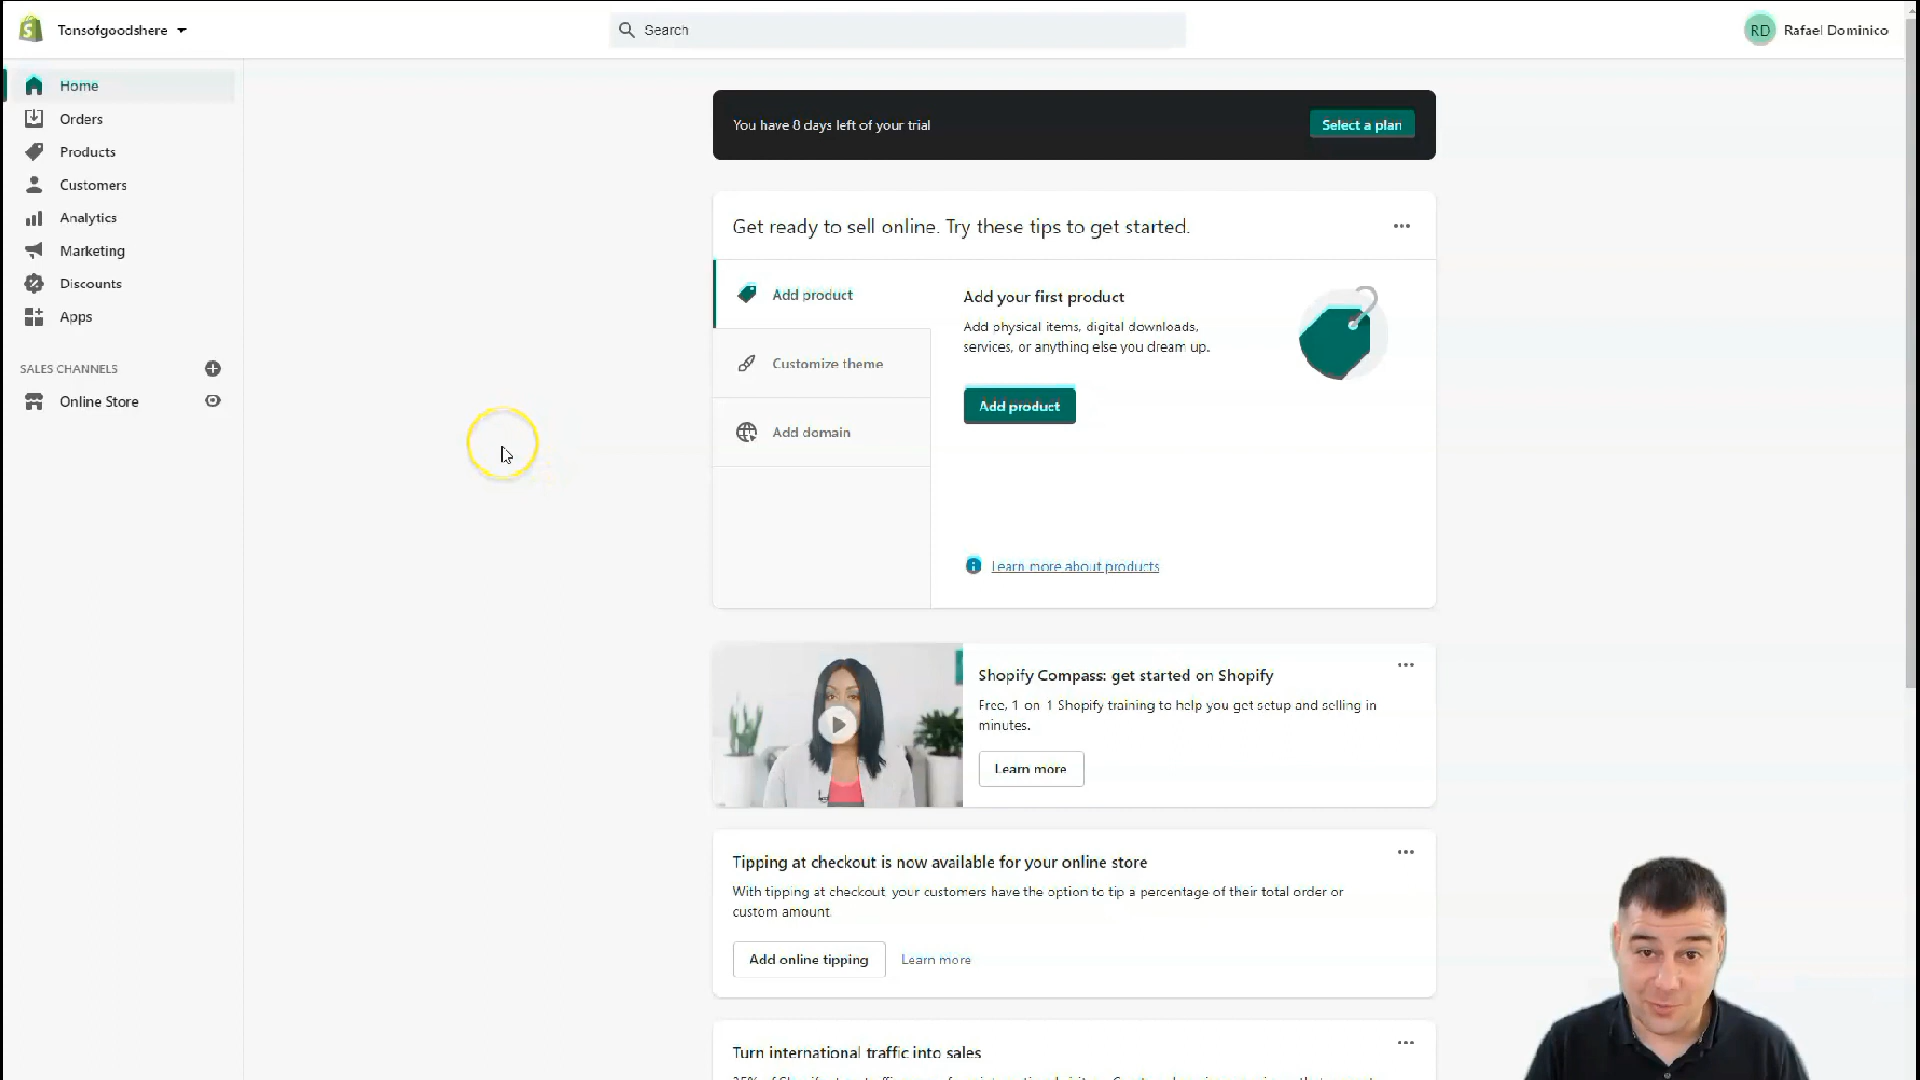 Tonsofgoodshere
Search
RD Rafael Dominico
Home
Orders
Products
Customers
Analytics
Marketing
Discounts
Apps
SALES CHANNELS
Online Store
You have 8 days left of your trial
Select a plan
Get ready to sell online. Try these tips to get started.
Add product
Customize theme
Add domain
Add your first product
Add physical items, digital downloads,
services, or anything else you dream up.
Add product
Learn more about products
Shopify Compass: get started on Shopify
Free, 1 on 1 Shopify training to help you get setup and selling in
minutes.
Learn more
Tipping at checkout is now available for your online store
With tipping at checkout, your customers have the option to tip a percentage of their total order or
custom amount.
Add online tipping
Learn more
Turn international traffic into sales